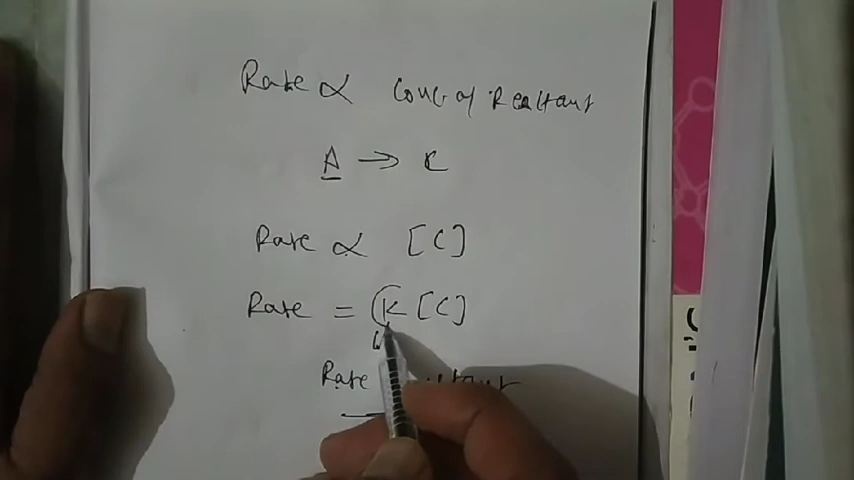 Rate ∝ Conc. of Reactant
A → C
Rate ∝ [C]
Rate = K [C]
Rate